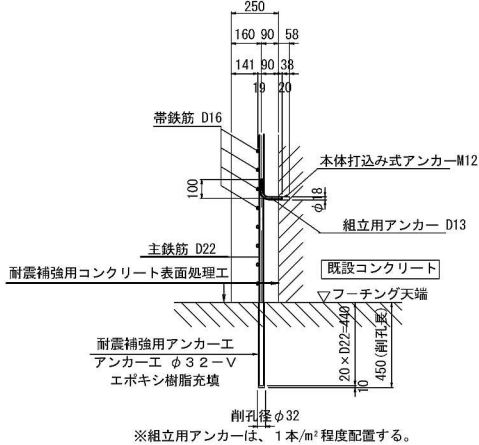 250
160 90 58
141 90 38
19 20
帯鉄筋 D16
本体打込み式アンカーM12
100
φ18
組立用アンカー D13
主鉄筋 D22
既設コンクリート
耐震補強用コンクリート表面処理工
フーチング天端
耐震補強用アンカー工
アンカー工 φ32-V
エポキシ樹脂充填
20×D22=440
10
450(削孔長)
削孔径φ32
※組立用アンカーは、1本/m²程度配置する。